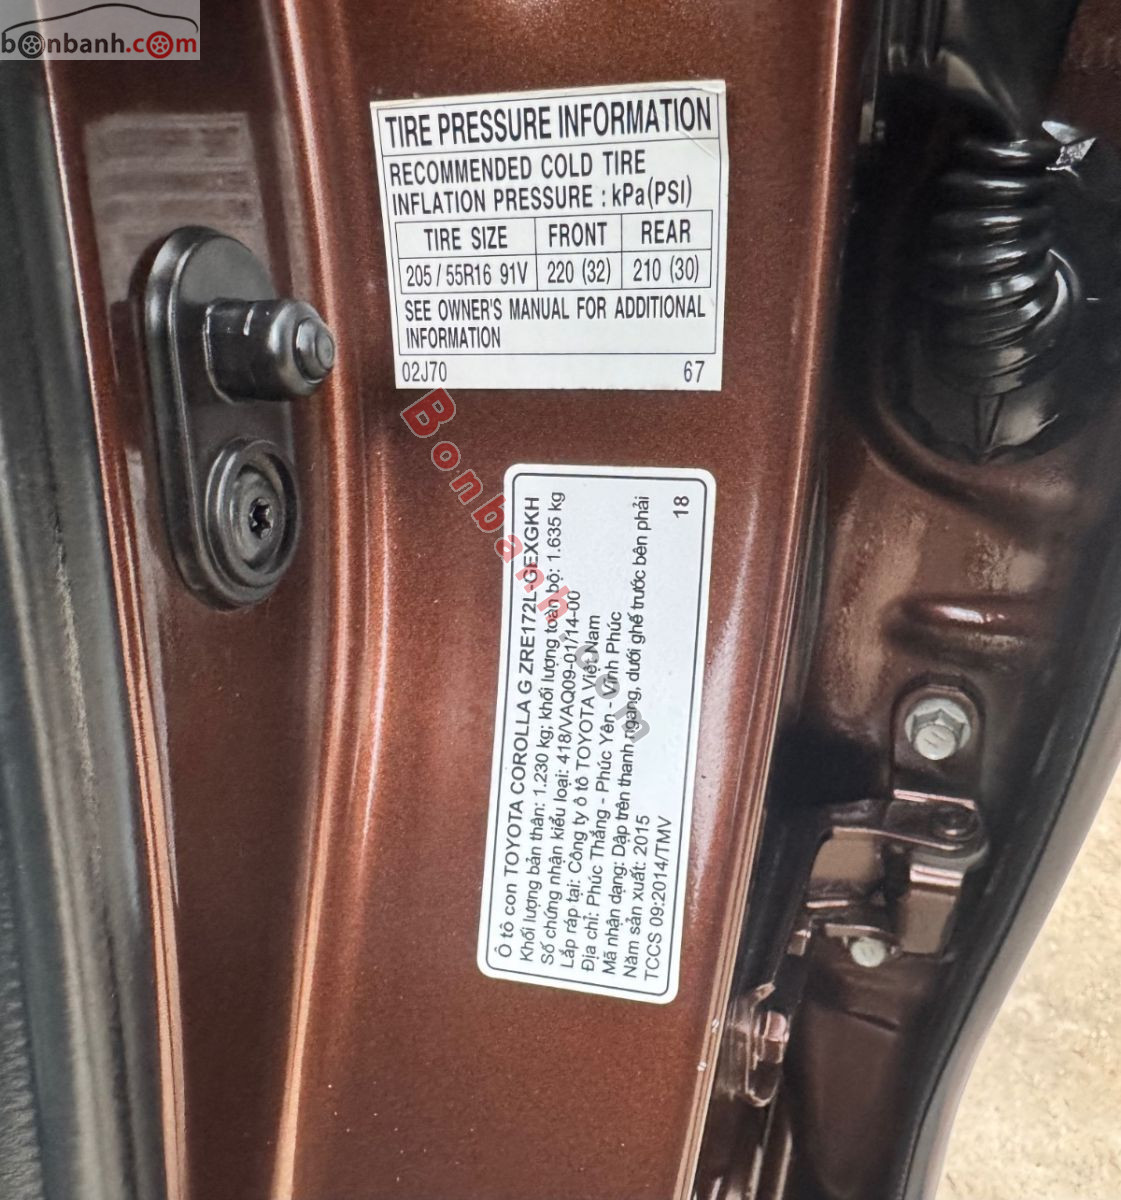 bonbanh.com
TIRE PRESSURE INFORMATION
RECOMMENDED COLD TIRE
INFLATION PRESSURE : kPa(PSI)
TIRE SIZE FRONT REAR
205 / 55R16 91V 220 (32) 210 (30)
SEE OWNER'S MANUAL FOR ADDITIONAL
INFORMATION
02J70 67
Bonbanh.com
Ô tô con TOYOTA COROLLA G ZRE172L-GEXGKH
Khối lượng bản thân: 1.230 kg; khối lượng toàn bộ: 1.635 kg
Số chứng nhận kiểu loại: 418/VAQ09-01/14-00
Lắp ráp tại: Công ty ô tô TOYOTA Việt Nam
Địa chỉ: Phúc Thắng - Phúc Yên - Vĩnh Phúc
Mã nhận dạng: Dập trên thanh ngang, dưới ghế trước bên phải
Năm sản xuất: 2015
TCCS 09:2014/TMV 18